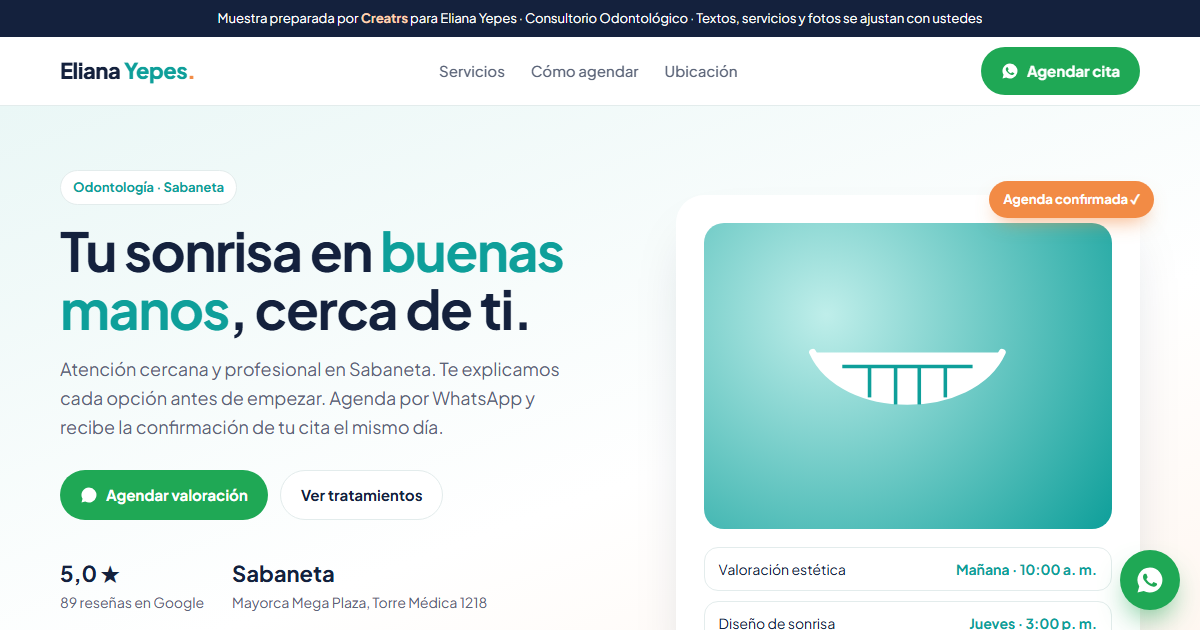 Muestra preparada por Creatrs para Eliana Yepes · Consultorio Odontológico · Textos, servicios y fotos se ajustan con ustedes
Eliana Yepes.
Servicios
Cómo agendar
Ubicación
Agendar cita
Odontología · Sabaneta
Tu sonrisa en buenas
manos, cerca de ti.
Atención cercana y profesional en Sabaneta. Te explicamos
cada opción antes de empezar. Agenda por WhatsApp y
recibe la confirmación de tu cita el mismo día.
Agendar valoración
Ver tratamientos
5,0 ★
89 reseñas en Google
Sabaneta
Mayorca Mega Plaza, Torre Médica 1218
Agenda confirmada ✓
Valoración estética
Mañana · 10:00 a. m.
Diseño de sonrisa
Jueves · 3:00 p. m.